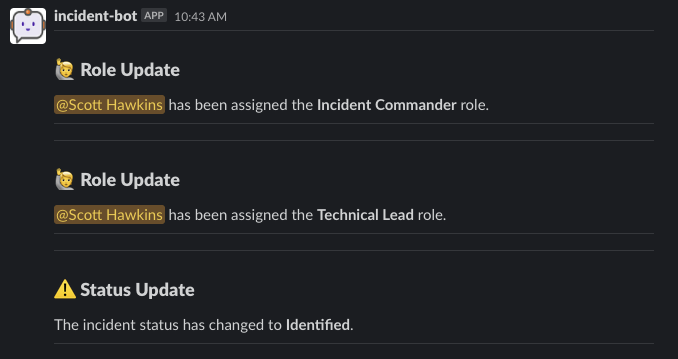 incident-bot APP 10:43 AM
Role Update
@Scott Hawkins has been assigned the Incident Commander role.
Role Update
@Scott Hawkins has been assigned the Technical Lead role.
Status Update
The incident status has changed to Identified.